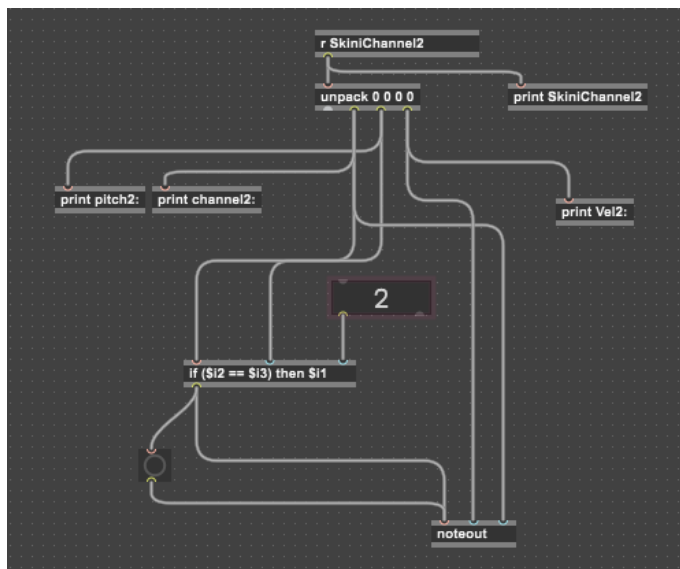 r SkiniChannel2
unpack 0 0 0 0
print SkiniChannel2
print pitch2:
print channel2:
print Vel2:
2
if ($i2 == $i3) then $i1
noteout